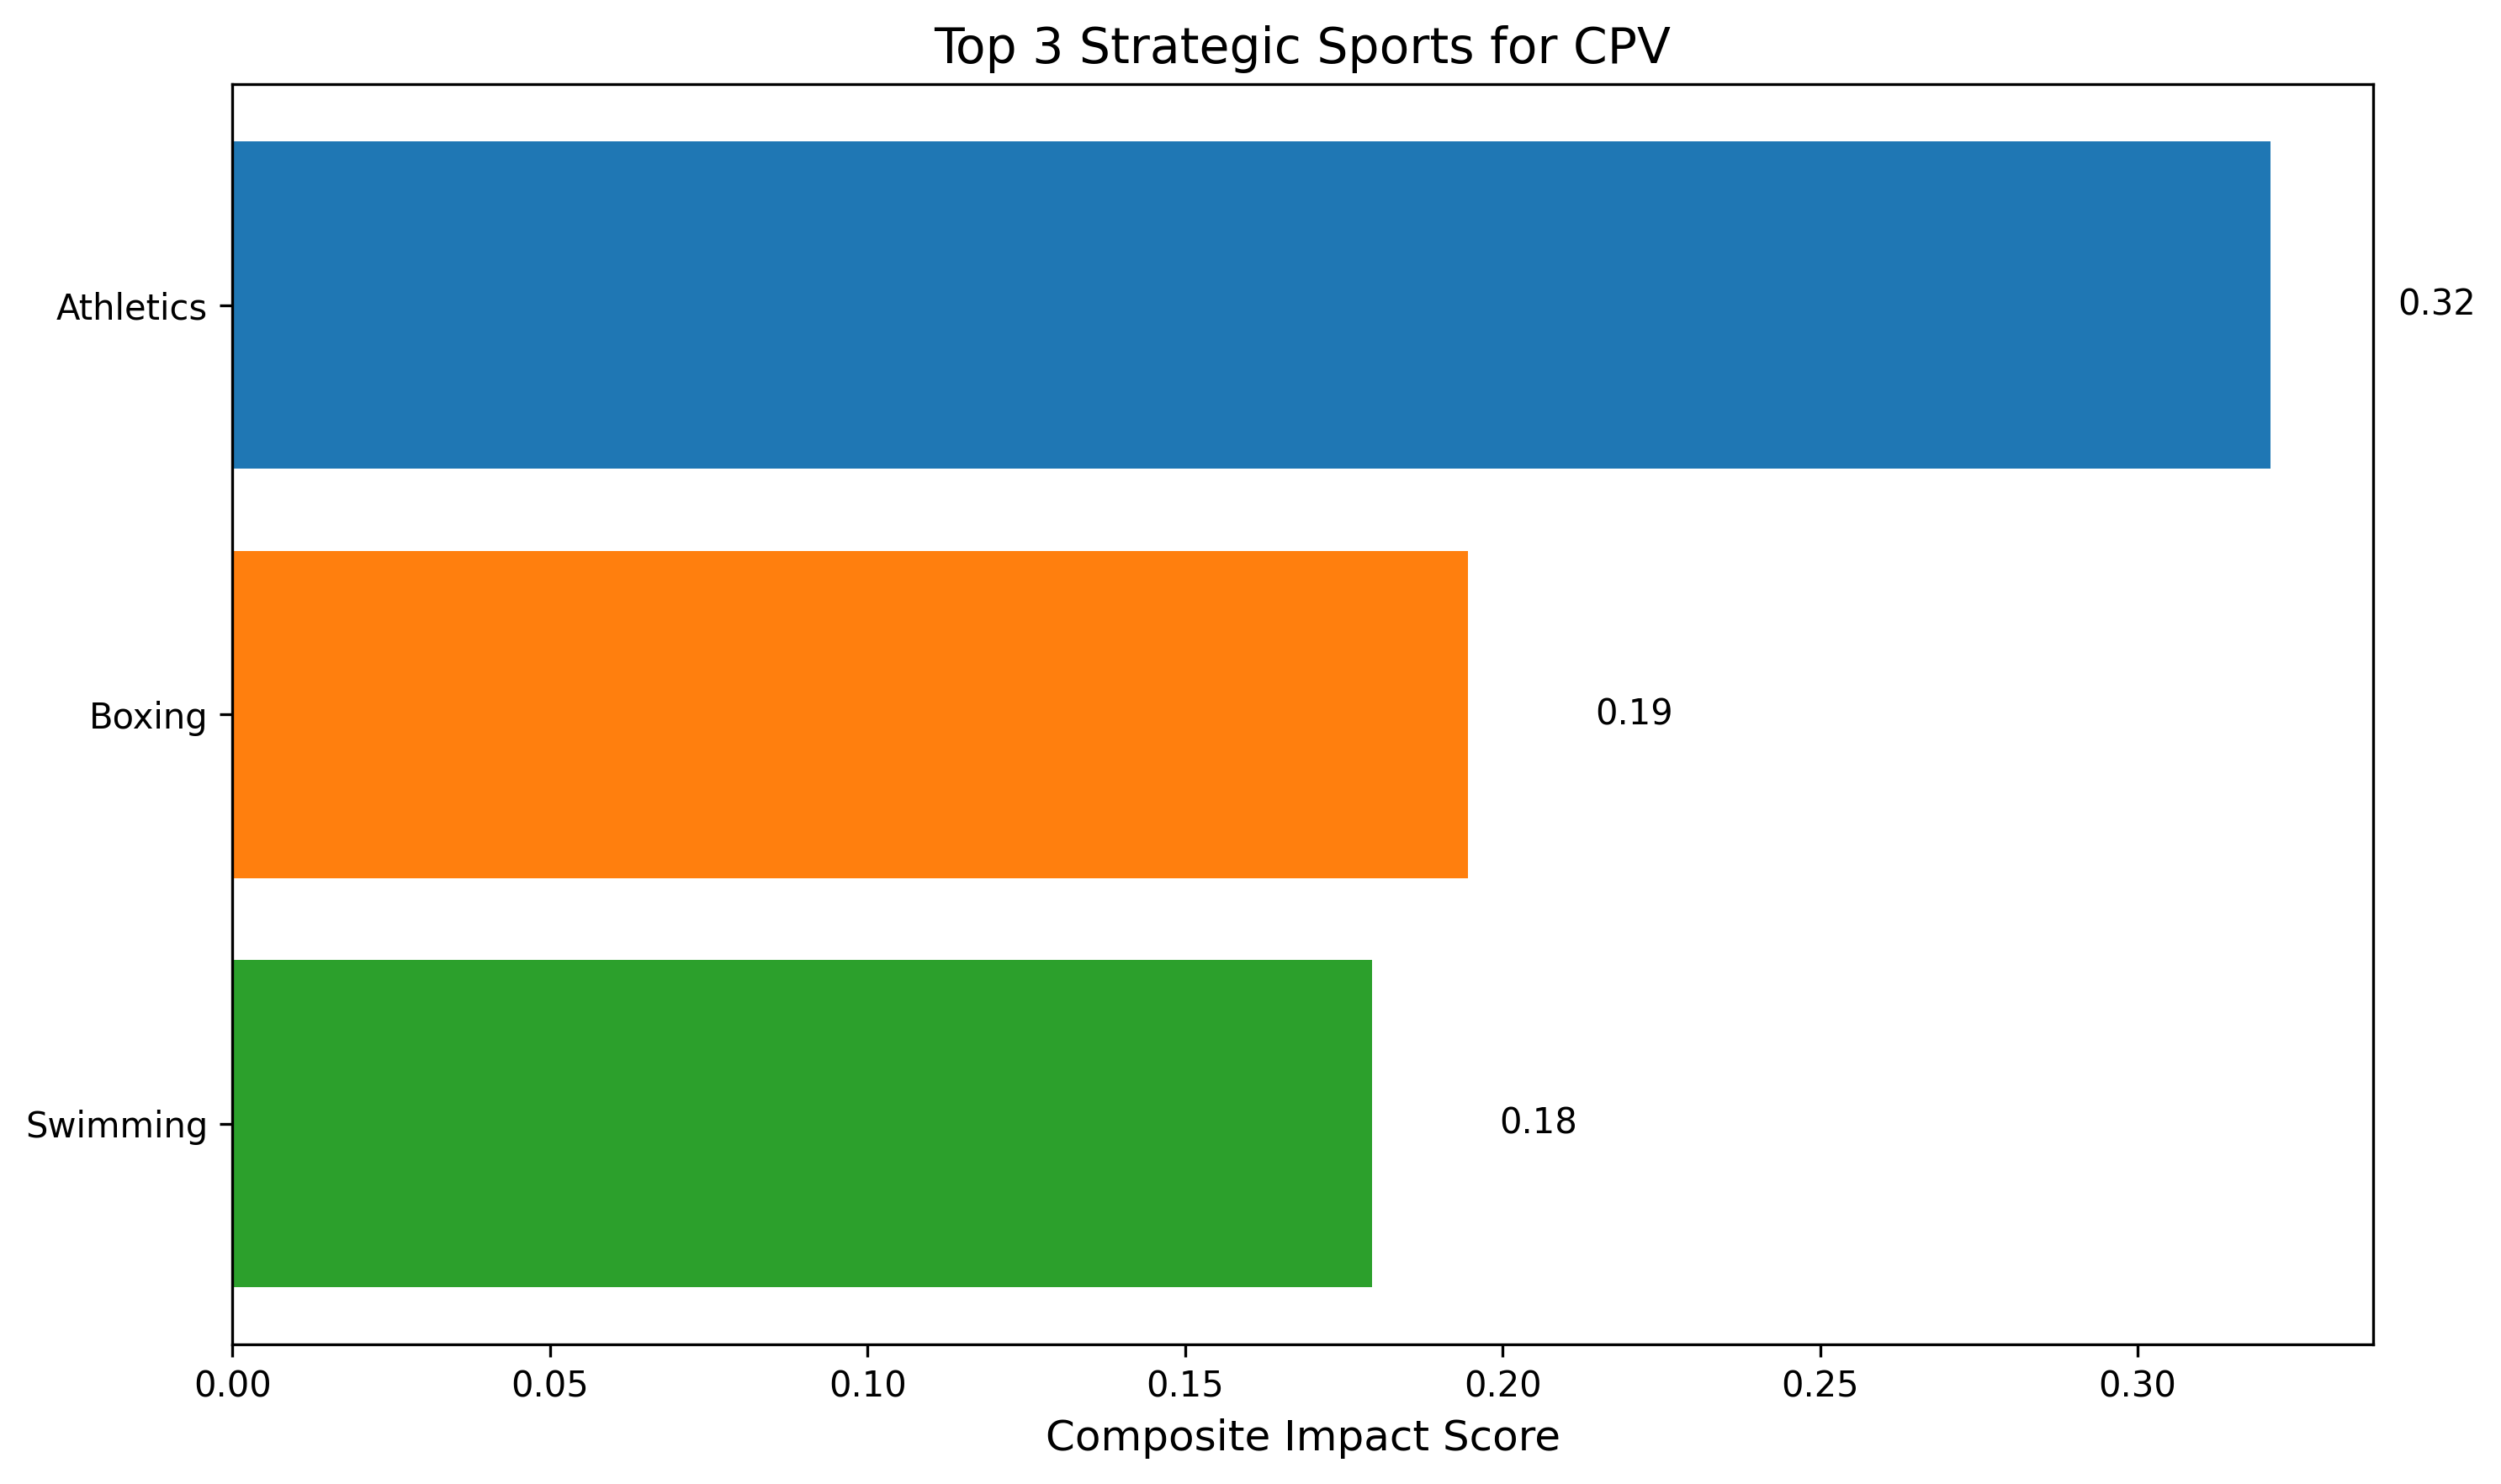 Top 3 Strategic Sports for CPV
Athletics
0.32
Boxing
0.19
Swimming
0.18
0.00 0.05 0.10 0.15 0.20 0.25 0.30
Composite Impact Score